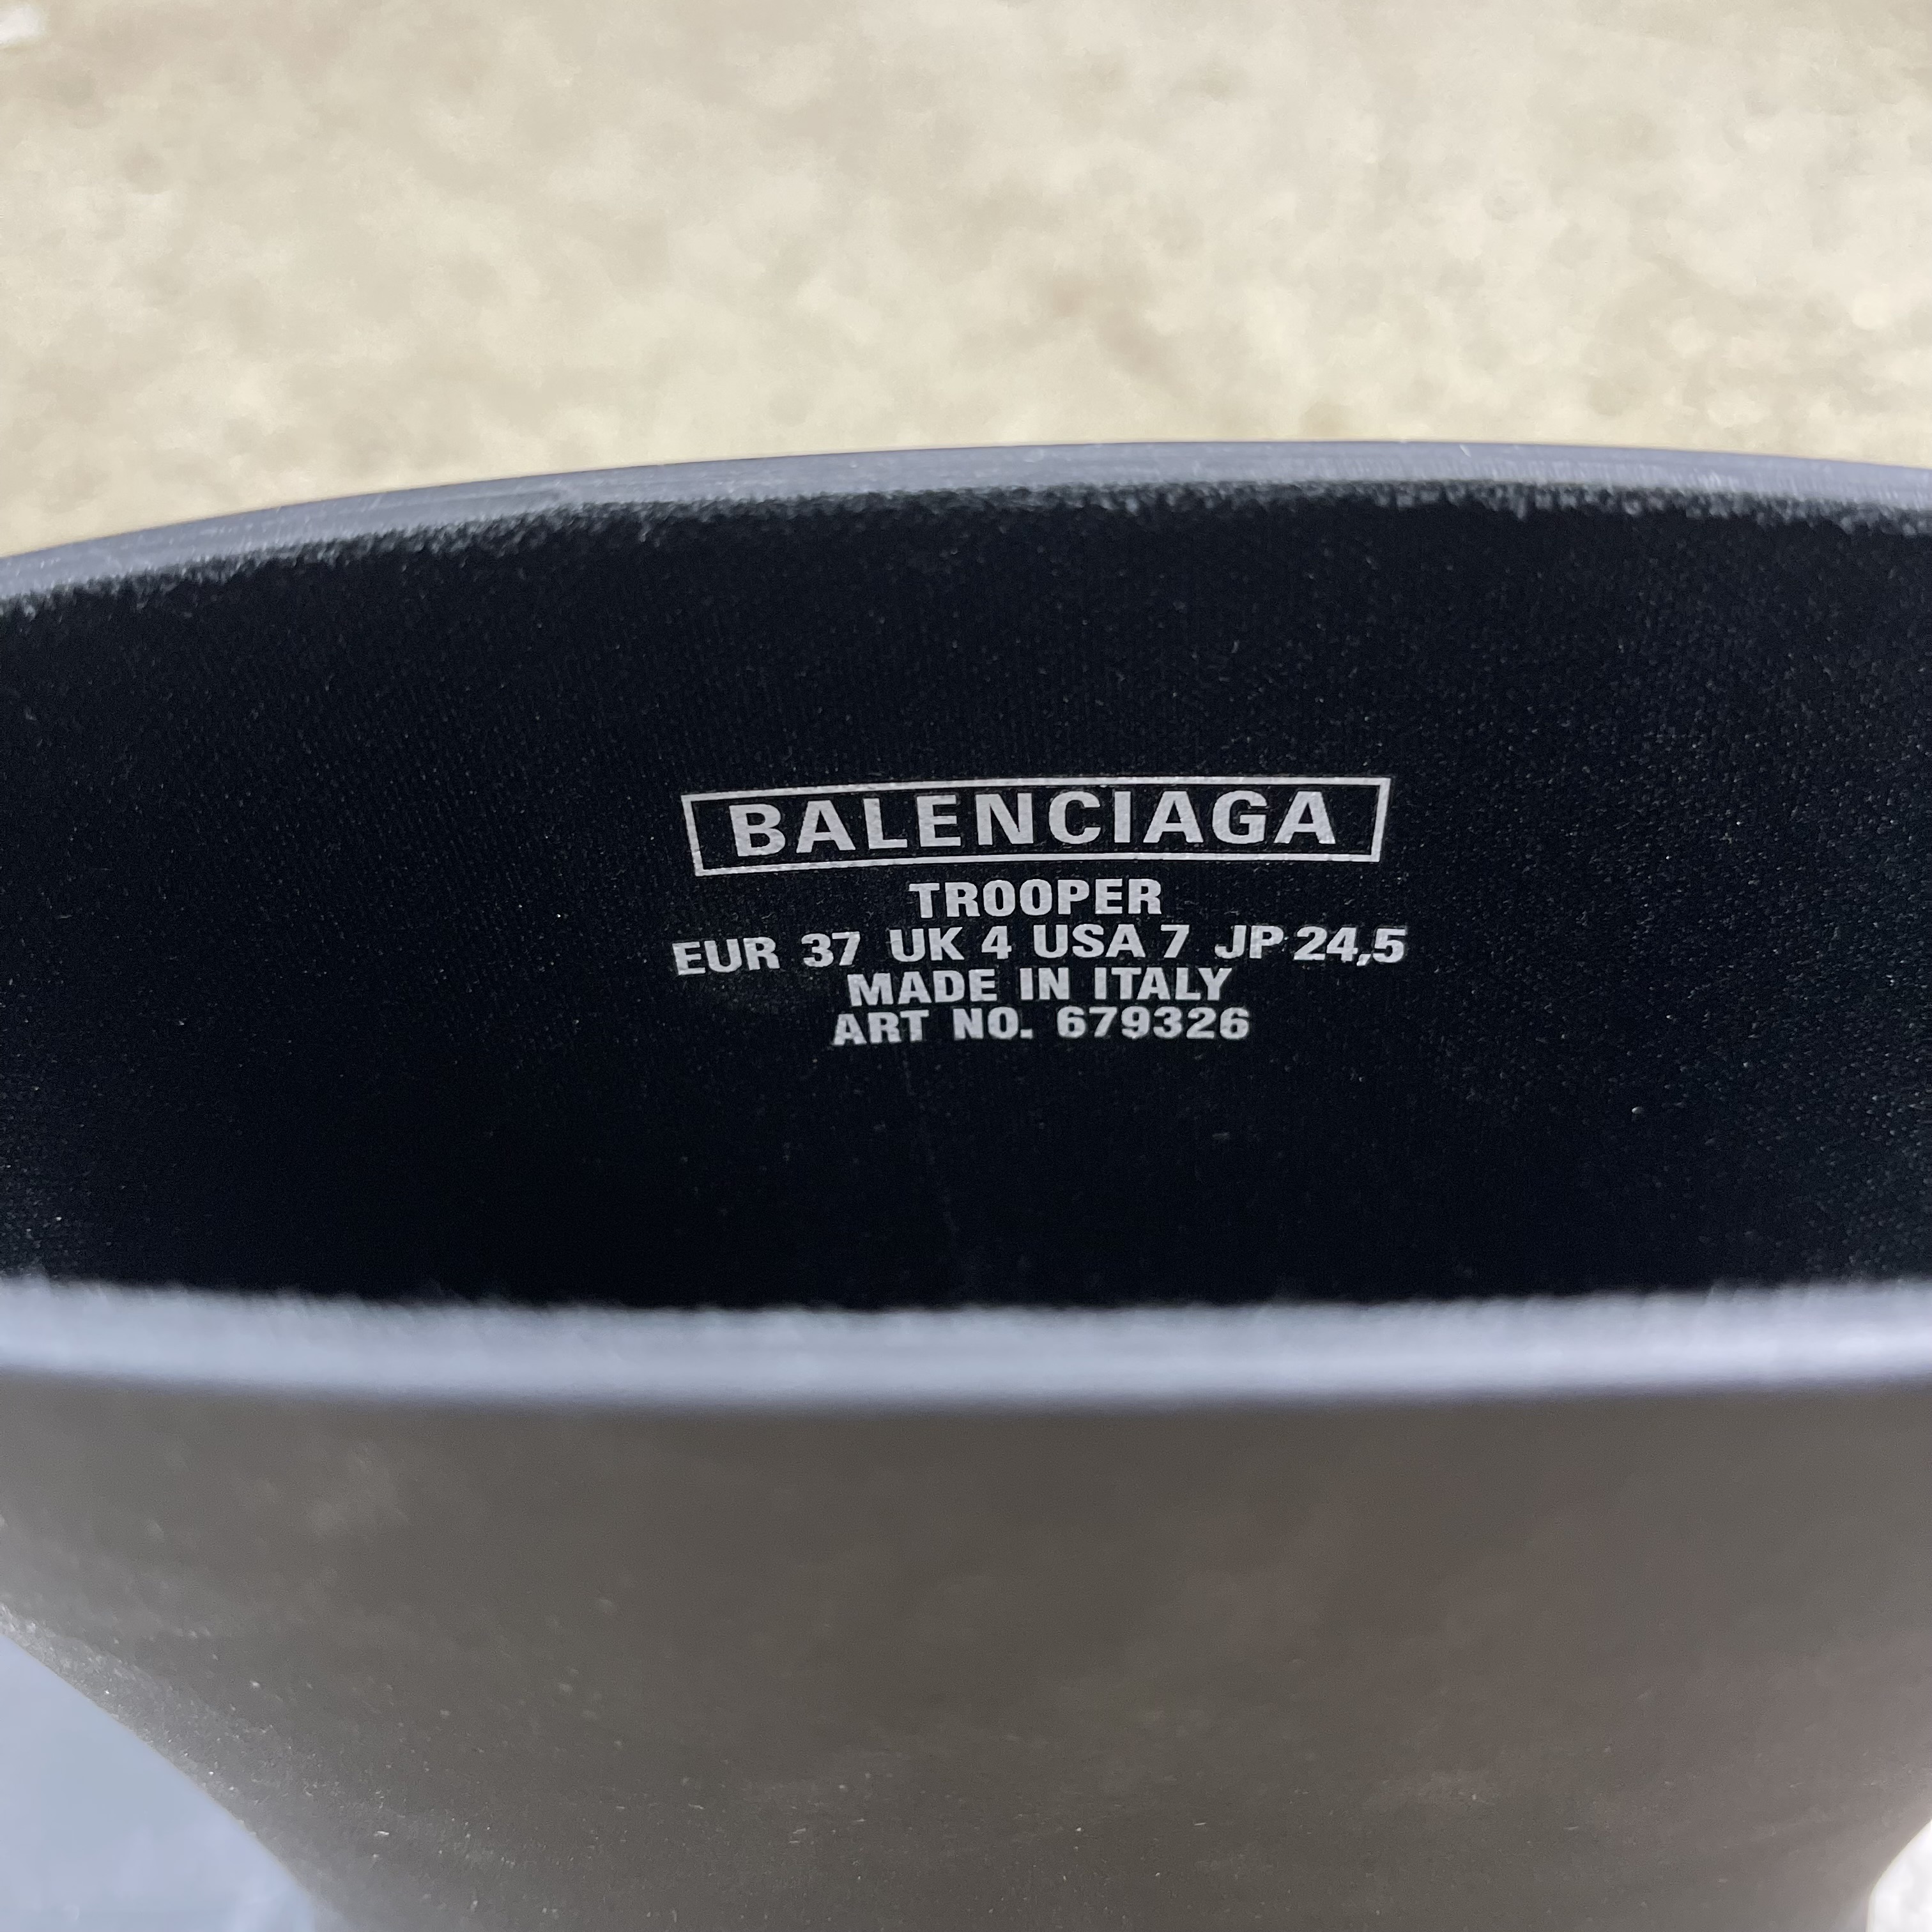 BALENCIAGA
TROOPER
EUR 37 UK 4 USA 7 JP 24,5
MADE IN ITALY
ART NO. 679326